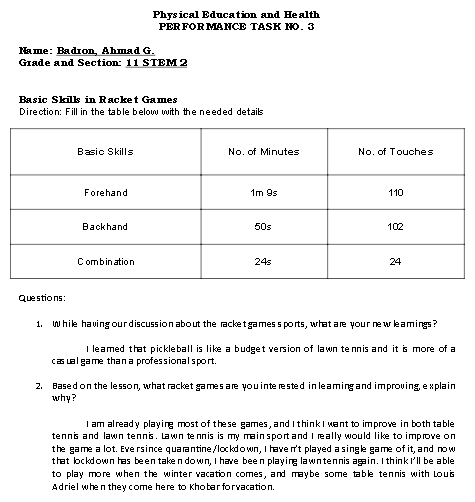 Physical Education and Health
PERFORMANCE TASK NO. 3
Name: Badron, Ahmad G.
Grade and Section: 11 STEM 2
Basic Skills in Racket Games
Direction: Fill in the table below with the needed details
Basic Skills No. of Minutes No. of Touches
Forehand 1m 9s 110
Backhand 50s 102
Combination 24s 24
Questions:
1. While having our discussion about the racket games sports, what are your new learnings?
I learned that pickleball is like a budget version of lawn tennis and it is more of a
casual game than a professional sport.
2. Based on the lesson, what racket games are you interested in learning and improving, explain
why?
I am already playing most of these games, and I think I want to improve in both table
tennis and lawn tennis. Lawn tennis is my main sport and I really would like to improve on
the game a lot. Ever since quarantine/lockdown, I haven't played a single game of it, and now
that lockdown has been taken down, I have been playing lawn tennis again. I think I'll be able
to play more when the winter vacation comes, and maybe some table tennis with Louis
Adriel when they come here to Khobar for vacation.